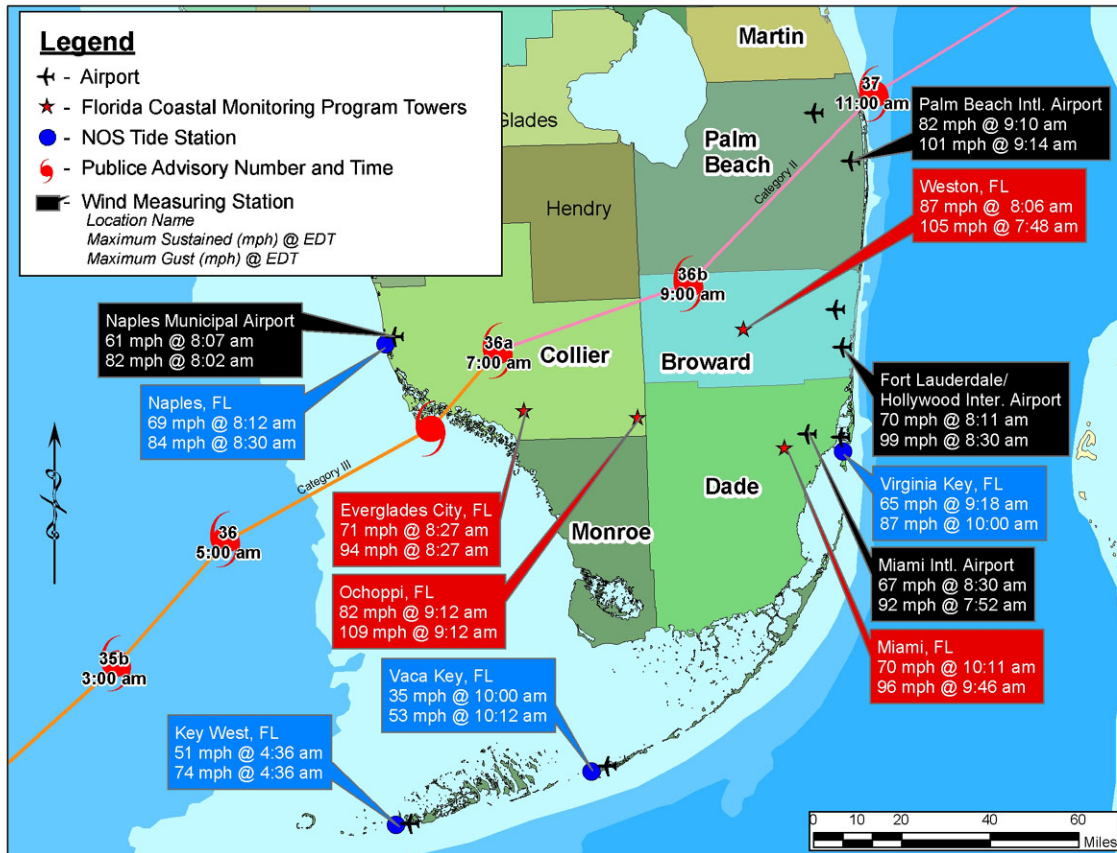 Legend
- Airport
- Florida Coastal Monitoring Program Towers
- NOS Tide Station
- Publice Advisory Number and Time
- Wind Measuring Station
Location Name
Maximum Sustained (mph) @ EDT
Maximum Gust (mph) @ EDT
Martin
37
11:00 am
Glades
Palm
Beach
Category II
Palm Beach Intl. Airport
82 mph @ 9:10 am
101 mph @ 9:14 am
Weston, FL
87 mph @ 8:06 am
105 mph @ 7:48 am
Hendry
36b
9:00 am
Naples Municipal Airport
61 mph @ 8:07 am
82 mph @ 8:02 am
36a
7:00 am
Collier
Broward
Naples, FL
69 mph @ 8:12 am
84 mph @ 8:30 am
Fort Lauderdale/
Hollywood Inter. Airport
70 mph @ 8:11 am
99 mph @ 8:30 am
Category III
Dade
Virginia Key, FL
65 mph @ 9:18 am
87 mph @ 10:00 am
Everglades City, FL
71 mph @ 8:27 am
94 mph @ 8:27 am
Monroe
36
5:00 am
Miami Intl. Airport
67 mph @ 8:30 am
92 mph @ 7:52 am
Ochoppi, FL
82 mph @ 9:12 am
109 mph @ 9:12 am
Miami, FL
70 mph @ 10:11 am
96 mph @ 9:46 am
35b
3:00 am
Vaca Key, FL
35 mph @ 10:00 am
53 mph @ 10:12 am
Key West, FL
51 mph @ 4:36 am
74 mph @ 4:36 am
0 10 20 40 60
Miles